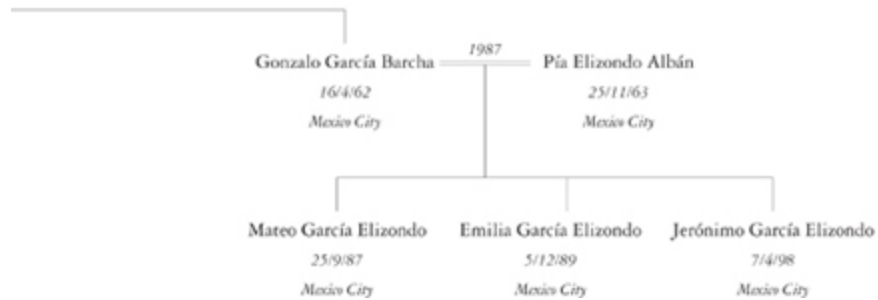 1987
Gonzalo García Barcha Pía Elizondo Albán
16/4/62 25/11/63
Mexico City Mexico City
Mateo García Elizondo Emilia García Elizondo Jerónimo García Elizondo
25/9/87 5/12/89 7/4/98
Mexico City Mexico City Mexico City